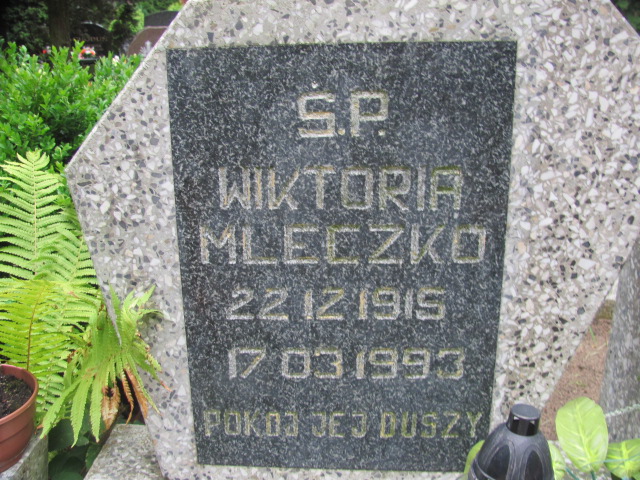 Ś.P.
WIKTORIA
MLECZKO
22 12 1915
17 03 1993
POKÓJ JEJ DUSZY